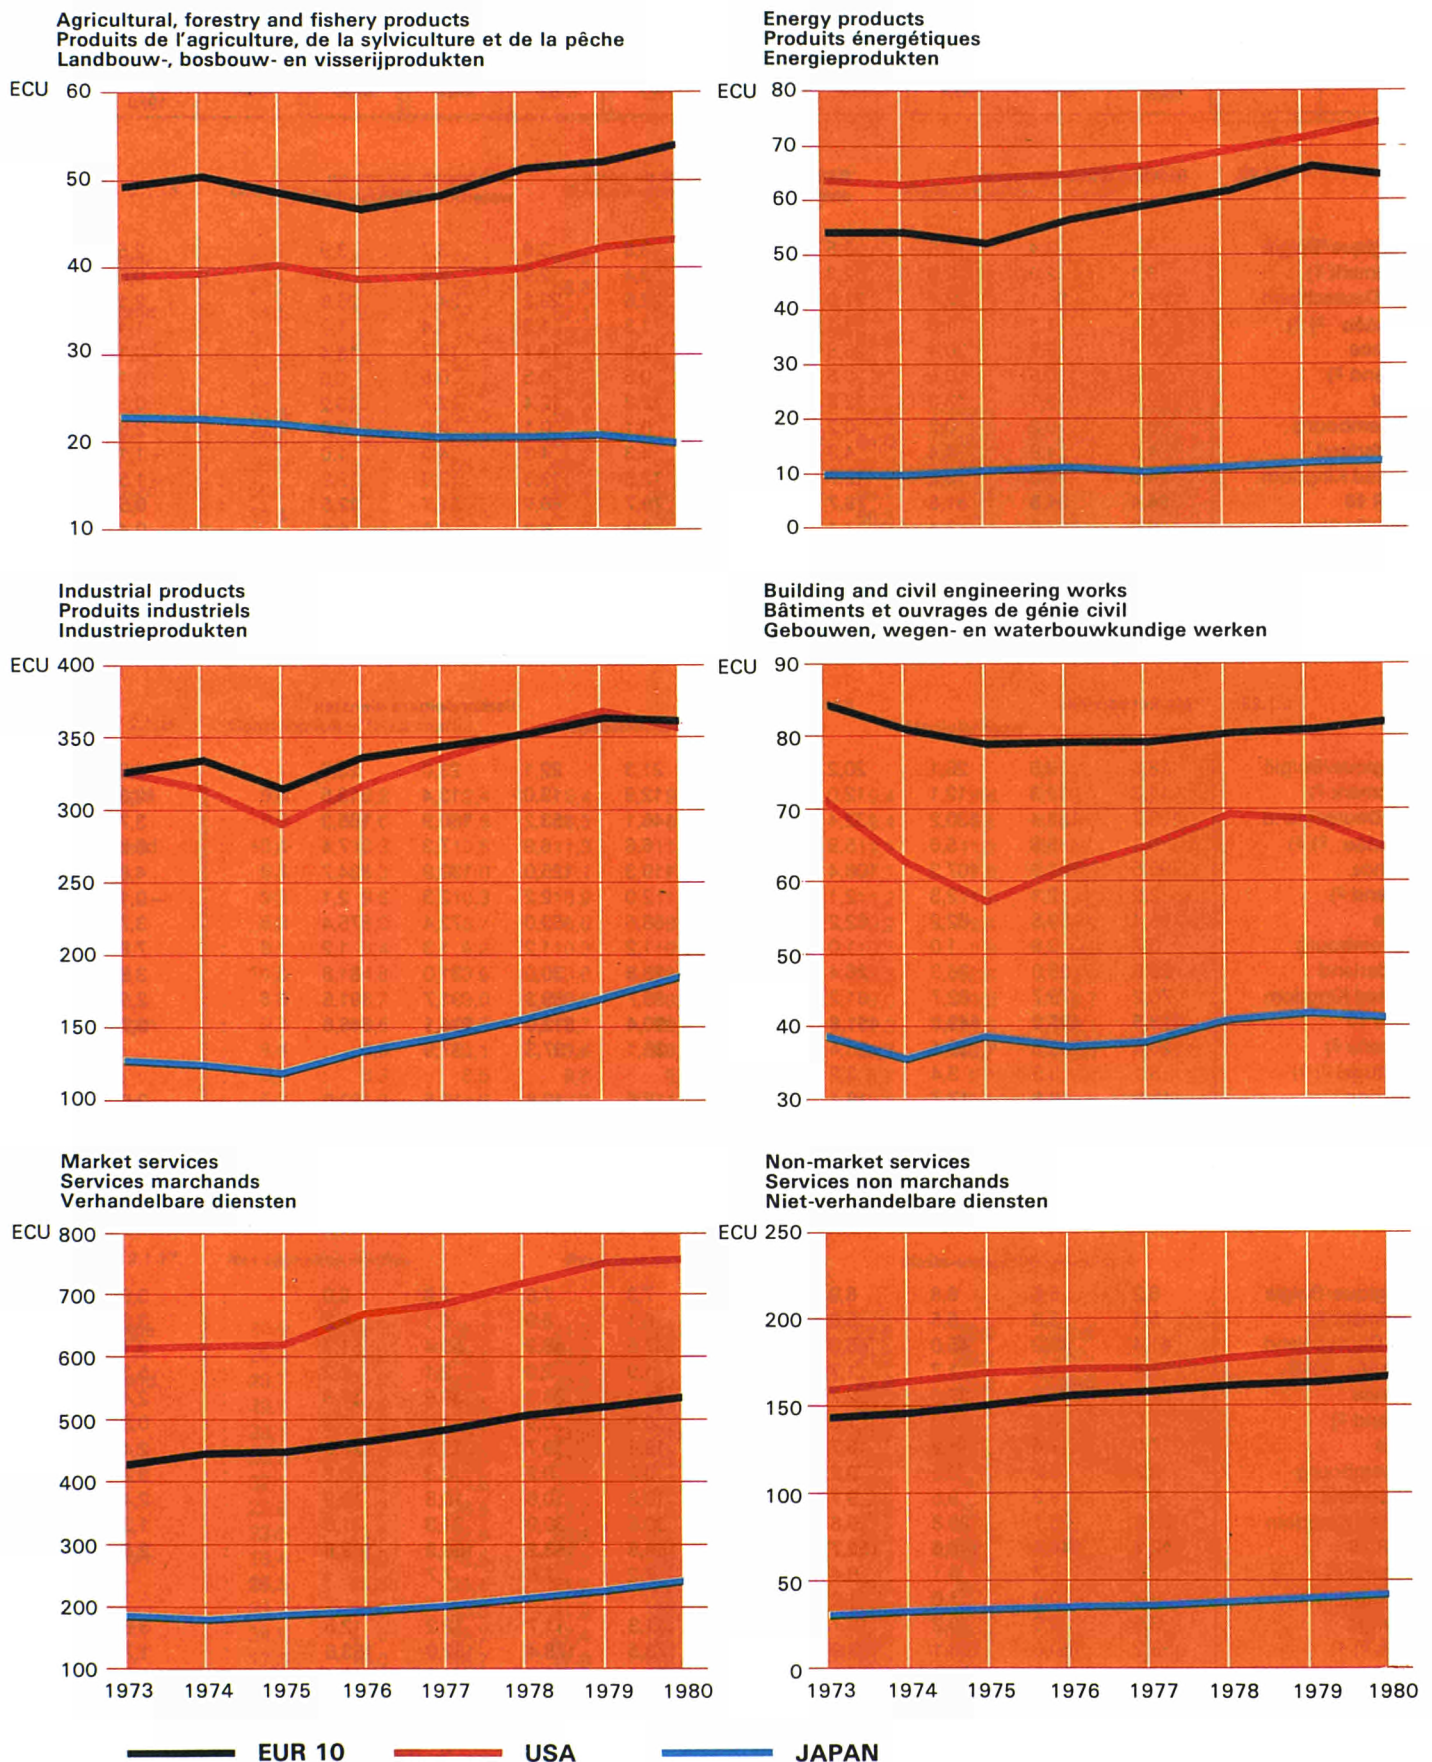 Agricultural, forestry and fishery products
Produits de l'agriculture, de la sylviculture et de la pêche
Landbouw-, bosbouw- en visserijprodukten
ECU 60
50
40
30
20
10
Energy products
Produits énergétiques
Energieprodukten
ECU 80
70
60
50
40
30
20
10
0
Industrial products
Produits industriels
Industrieprodukten
ECU 400
350
300
250
200
150
100
Building and civil engineering works
Bâtiments et ouvrages de génie civil
Gebouwen, wegen- en waterbouwkundige werken
ECU 90
80
70
60
50
40
30
Market services
Services marchands
Verhandelbare diensten
ECU 800
700
600
500
400
300
200
100
1973 1974 1975 1976 1977 1978 1979 1980
Non-market services
Services non marchands
Niet-verhandelbare diensten
ECU 250
200
150
100
50
0
1973 1974 1975 1976 1977 1978 1979 1980
EUR 10 USA JAPAN